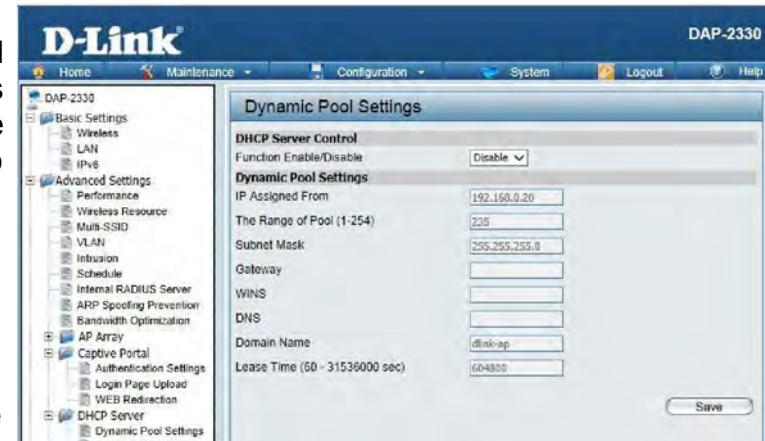 D-Link
DAP-2330
Home Maintenance Configuration System Logout Help
DAP-2330
Basic Settings
Wireless
LAN
IPv6
Advanced Settings
Performance
Wireless Resource
Multi-SSID
VLAN
Intrusion
Schedule
Internal RADIUS Server
ARP Spoofing Prevention
Bandwidth Optimization
AP Array
Captive Portal
Authentication Settings
Login Page Upload
WEB Redirection
DHCP Server
Dynamic Pool Settings
Dynamic Pool Settings
DHCP Server Control
Function Enable/Disable Disable
Dynamic Pool Settings
IP Assigned From 192.168.0.20
The Range of Pool (1-254) 235
Subnet Mask 255.255.255.0
Gateway
WINS
DNS
Domain Name dlink-ap
Lease Time (60 - 31536000 sec) 604800
Save